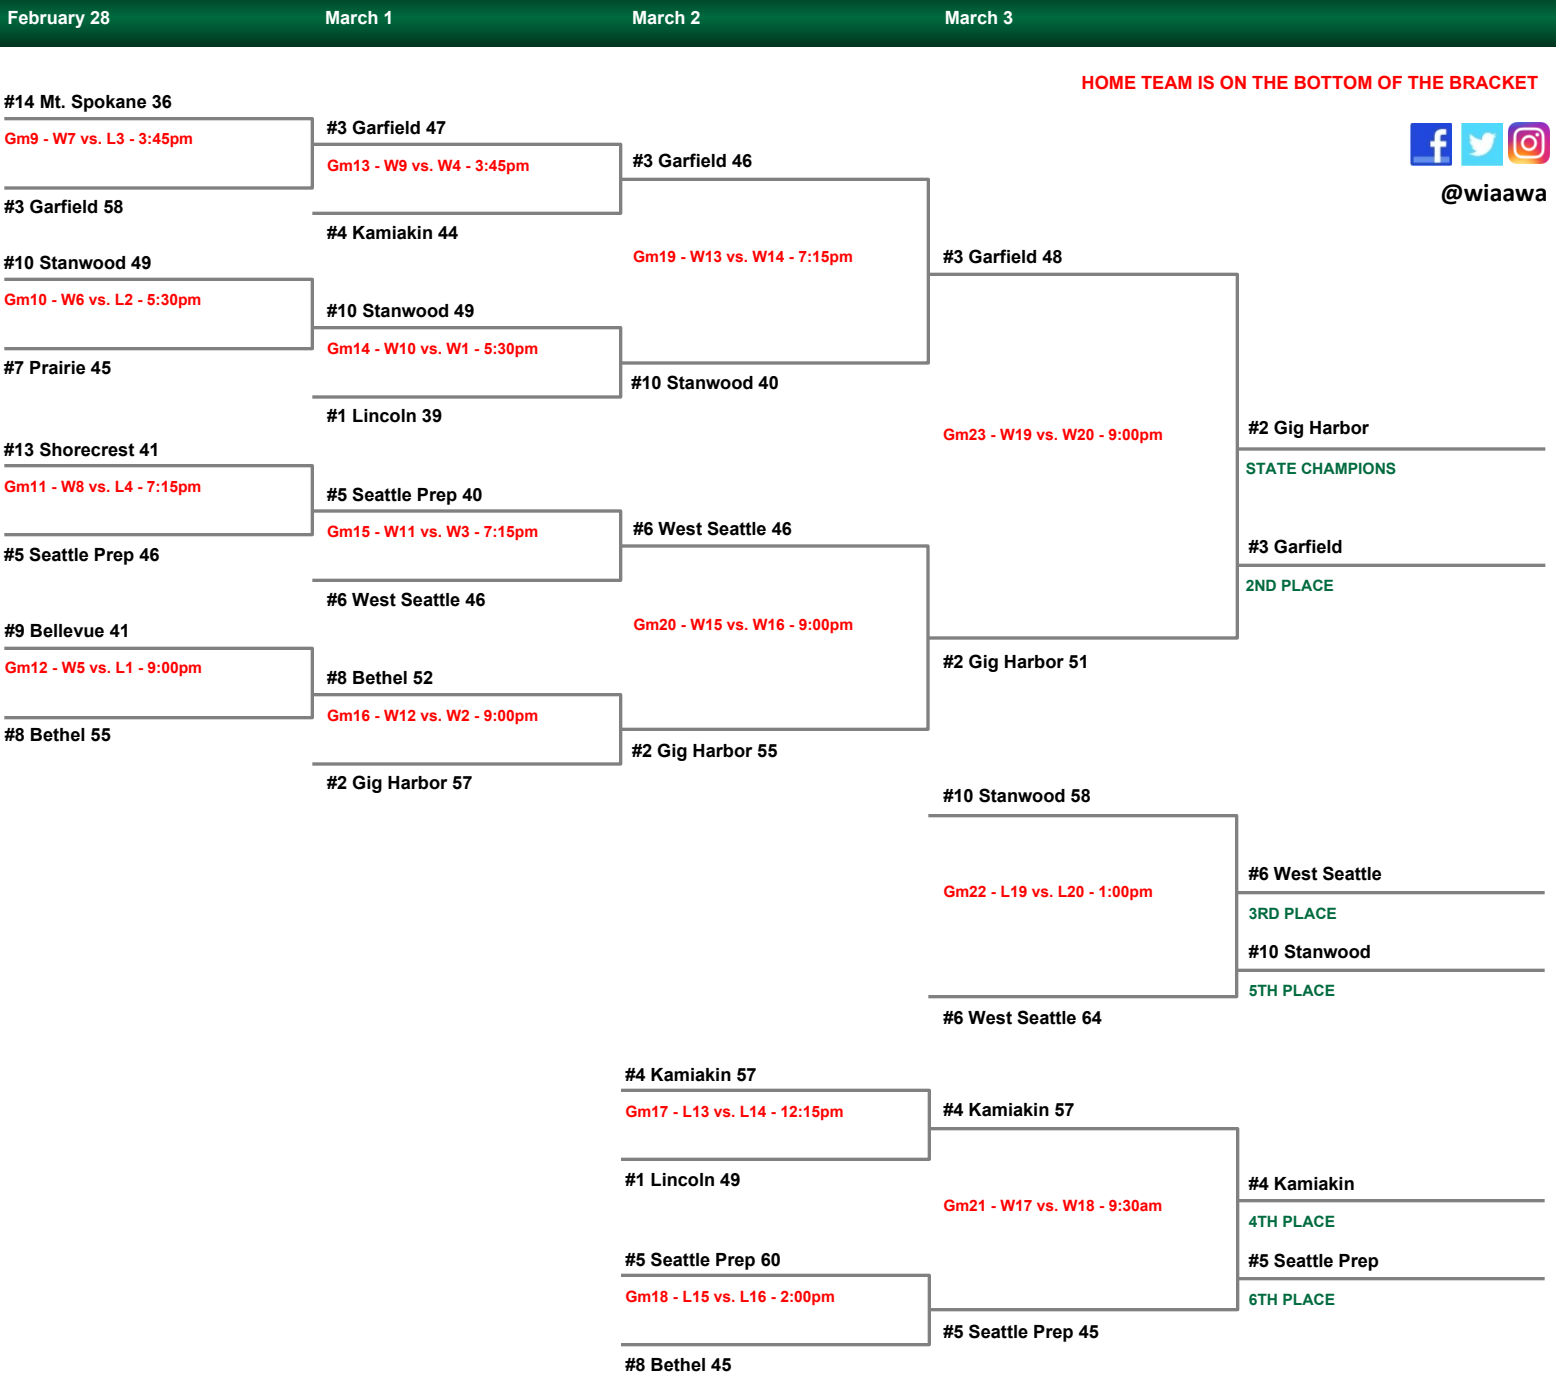 February 28
March 1
March 2
March 3
HOME TEAM IS ON THE BOTTOM OF THE BRACKET
@wiaawa
#14 Mt. Spokane 36
Gm9 - W7 vs. L3 - 3:45pm
#3 Garfield 58
#10 Stanwood 49
Gm10 - W6 vs. L2 - 5:30pm
#7 Prairie 45
#13 Shorecrest 41
Gm11 - W8 vs. L4 - 7:15pm
#5 Seattle Prep 46
#9 Bellevue 41
Gm12 - W5 vs. L1 - 9:00pm
#8 Bethel 55
#3 Garfield 47
Gm13 - W9 vs. W4 - 3:45pm
#4 Kamiakin 44
#10 Stanwood 49
Gm14 - W10 vs. W1 - 5:30pm
#1 Lincoln 39
#5 Seattle Prep 40
Gm15 - W11 vs. W3 - 7:15pm
#6 West Seattle 46
#8 Bethel 52
Gm16 - W12 vs. W2 - 9:00pm
#2 Gig Harbor 57
#3 Garfield 46
Gm19 - W13 vs. W14 - 7:15pm
#10 Stanwood 40
#6 West Seattle 46
Gm20 - W15 vs. W16 - 9:00pm
#2 Gig Harbor 55
#4 Kamiakin 57
Gm17 - L13 vs. L14 - 12:15pm
#1 Lincoln 49
#5 Seattle Prep 60
Gm18 - L15 vs. L16 - 2:00pm
#8 Bethel 45
#3 Garfield 48
Gm23 - W19 vs. W20 - 9:00pm
#2 Gig Harbor 51
#10 Stanwood 58
Gm22 - L19 vs. L20 - 1:00pm
#6 West Seattle 64
#4 Kamiakin 57
Gm21 - W17 vs. W18 - 9:30am
#5 Seattle Prep 45
#2 Gig Harbor
STATE CHAMPIONS
#3 Garfield
2ND PLACE
#6 West Seattle
3RD PLACE
#10 Stanwood
5TH PLACE
#4 Kamiakin
4TH PLACE
#5 Seattle Prep
6TH PLACE